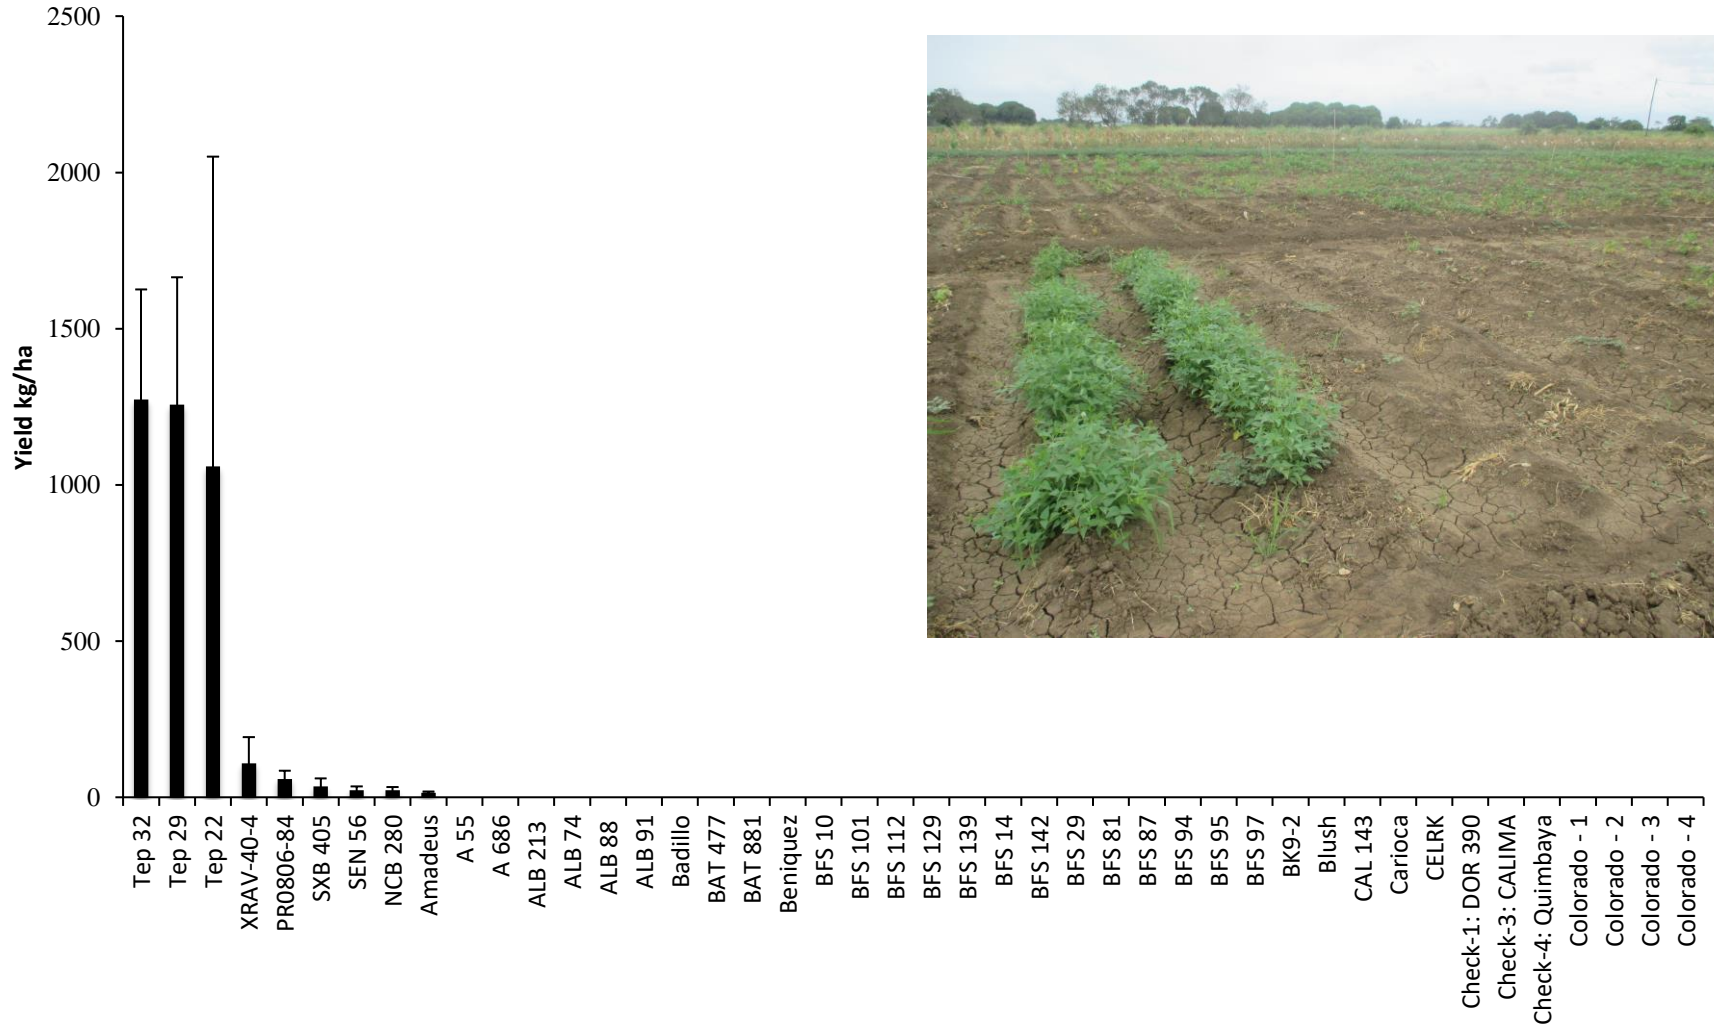 2500
2000
1500
1000
500
0
Yield kg/ha
Tep 32
Tep 29
Tep 22
XRAV-40-4
PR0806-84
SXB 405
SEN 56
NCB 280
Amadeus
A 55
A 686
ALB 213
ALB 74
ALB 88
ALB 91
Badillo
BAT 477
BAT 881
Beniquez
BFS 10
BFS 101
BFS 112
BFS 129
BFS 139
BFS 14
BFS 142
BFS 29
BFS 81
BFS 87
BFS 94
BFS 95
BFS 97
BK9-2
Blush
CAL 143
Carioca
CELRK
Check-1: DOR 390
Check-3: CALIMA
Check-4: Quimbaya
Colorado - 1
Colorado - 2
Colorado - 3
Colorado - 4